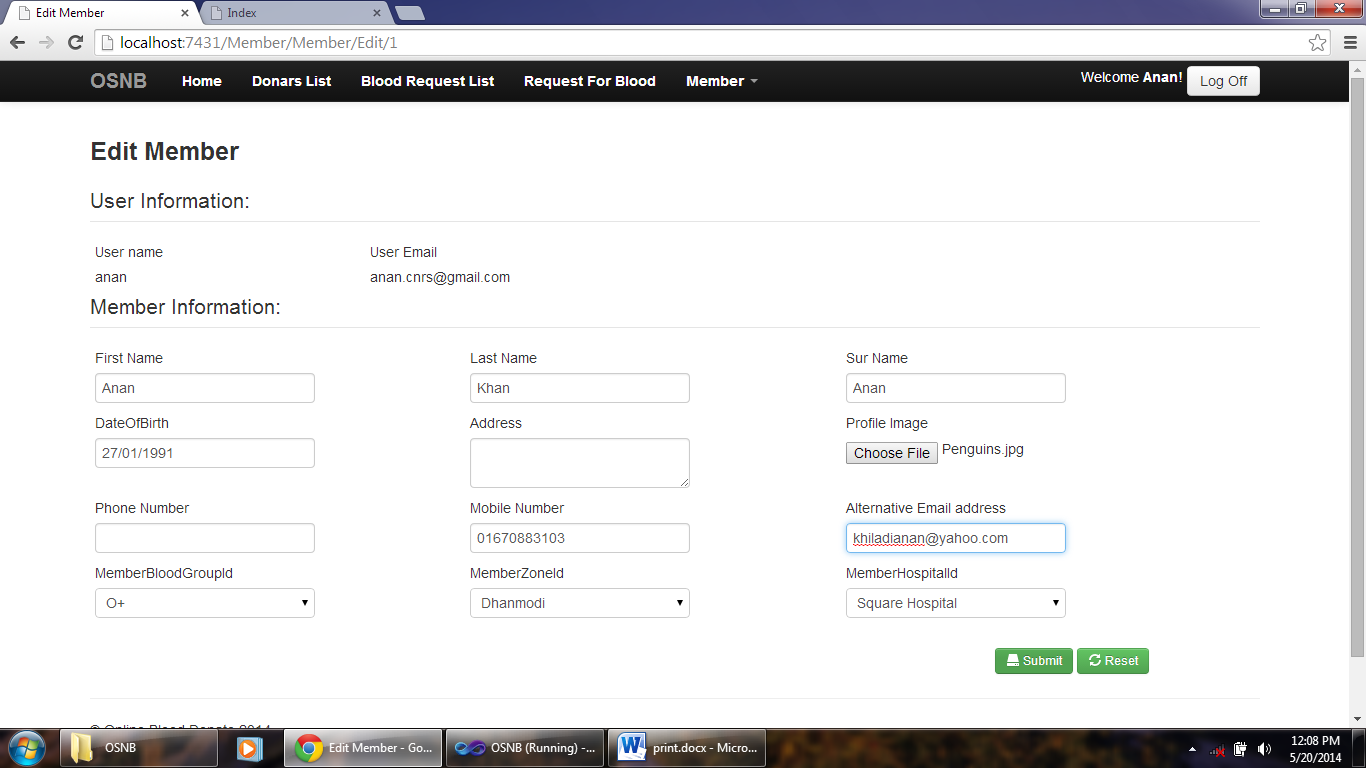 Edit Member
Index
localhost:7431/Member/Member/Edit/1
OSNB Home Donars List Blood Request List Request For Blood Member Welcome Anan! Log Off
Edit Member
User Information:
User name User Email
anan anan.cnrs@gmail.com
Member Information:
First Name Last Name Sur Name
Anan Khan Anan
DateOfBirth Address Profile Image
27/01/1991 Choose File Penguins.jpg
Phone Number Mobile Number Alternative Email address
01670883103 khiladianan@yahoo.com
MemberBloodGroupId MemberZoneId MemberHospitalId
O+ Dhanmodi Square Hospital
Submit Reset
© Online Blood Donate 2014
OSNB Edit Member - Go... OSNB (Running) -... print.docx - Micro... 12:08 PM
5/20/2014